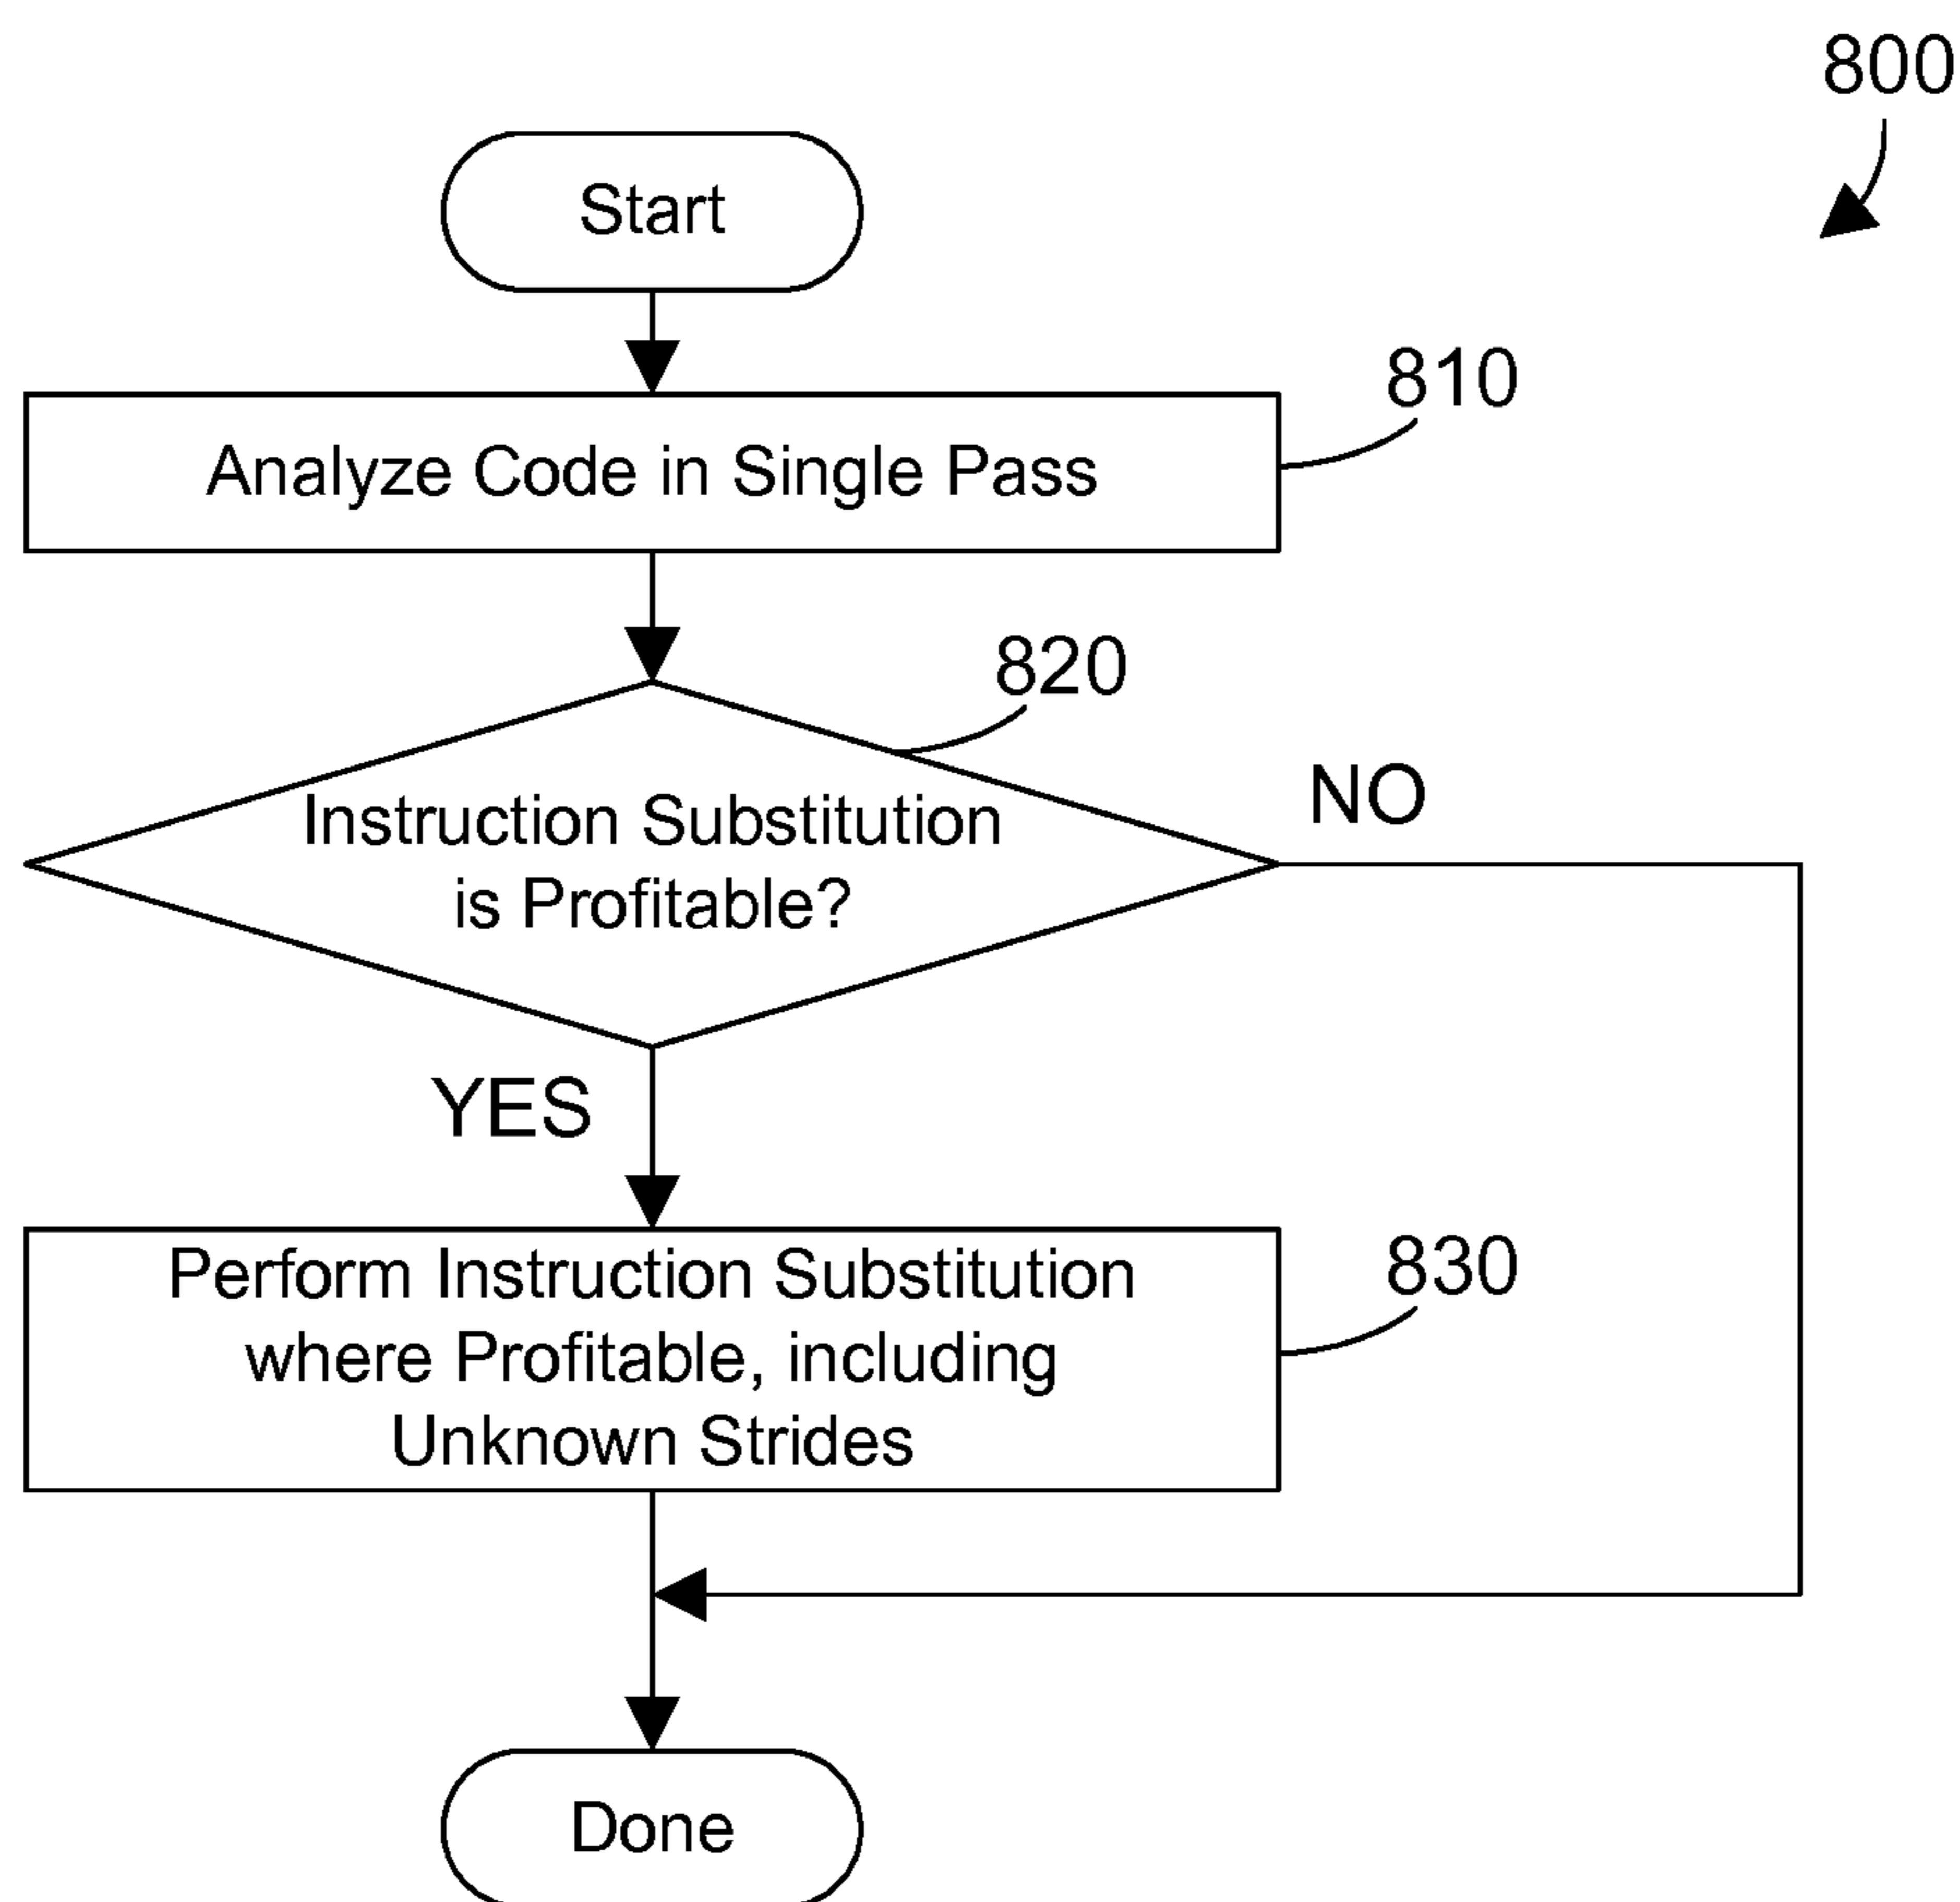 800
Start
810
Analyze Code in Single Pass
820
NO
Instruction Substitution
is Profitable?
YES
830
Perform Instruction Substitution
where Profitable, including
Unknown Strides
Done